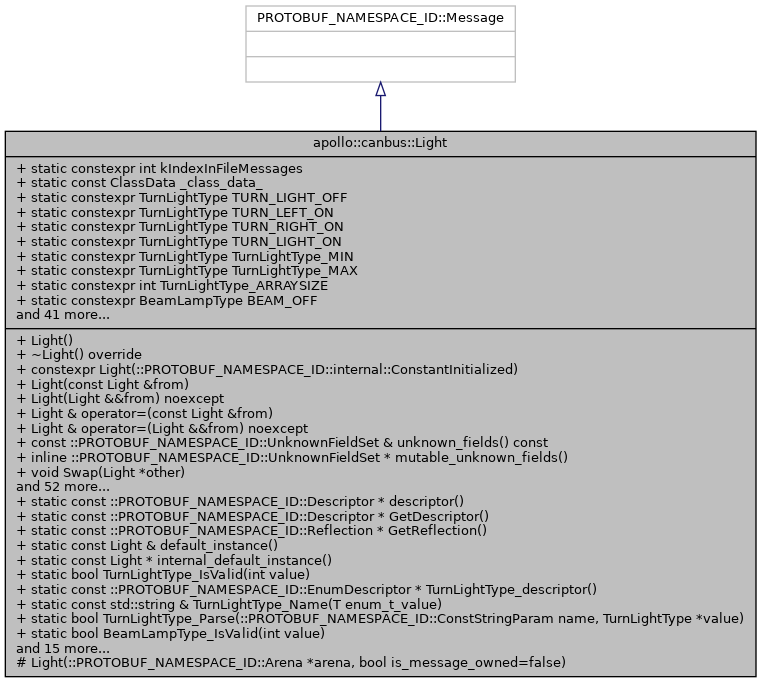 PROTOBUF_NAMESPACE_ID::Message
apollo::canbus::Light
+ static constexpr int kIndexInFileMessages
+ static const ClassData _class_data_
+ static constexpr TurnLightType TURN_LIGHT_OFF
+ static constexpr TurnLightType TURN_LEFT_ON
+ static constexpr TurnLightType TURN_RIGHT_ON
+ static constexpr TurnLightType TURN_LIGHT_ON
+ static constexpr TurnLightType TurnLightType_MIN
+ static constexpr TurnLightType TurnLightType_MAX
+ static constexpr int TurnLightType_ARRAYSIZE
+ static constexpr BeamLampType BEAM_OFF
and 41 more...
+ Light()
+ ~Light() override
+ constexpr Light(::PROTOBUF_NAMESPACE_ID::internal::ConstantInitialized)
+ Light(const Light &from)
+ Light(Light &&from) noexcept
+ Light & operator=(const Light &from)
+ Light & operator=(Light &&from) noexcept
+ const ::PROTOBUF_NAMESPACE_ID::UnknownFieldSet & unknown_fields() const
+ inline ::PROTOBUF_NAMESPACE_ID::UnknownFieldSet * mutable_unknown_fields()
+ void Swap(Light *other)
and 52 more...
+ static const ::PROTOBUF_NAMESPACE_ID::Descriptor * descriptor()
+ static const ::PROTOBUF_NAMESPACE_ID::Descriptor * GetDescriptor()
+ static const ::PROTOBUF_NAMESPACE_ID::Reflection * GetReflection()
+ static const Light & default_instance()
+ static const Light * internal_default_instance()
+ static bool TurnLightType_IsValid(int value)
+ static const ::PROTOBUF_NAMESPACE_ID::EnumDescriptor * TurnLightType_descriptor()
+ static const std::string & TurnLightType_Name(T enum_t_value)
+ static bool TurnLightType_Parse(::PROTOBUF_NAMESPACE_ID::ConstStringParam name, TurnLightType *value)
+ static bool BeamLampType_IsValid(int value)
and 15 more...
# Light(::PROTOBUF_NAMESPACE_ID::Arena *arena, bool is_message_owned=false)